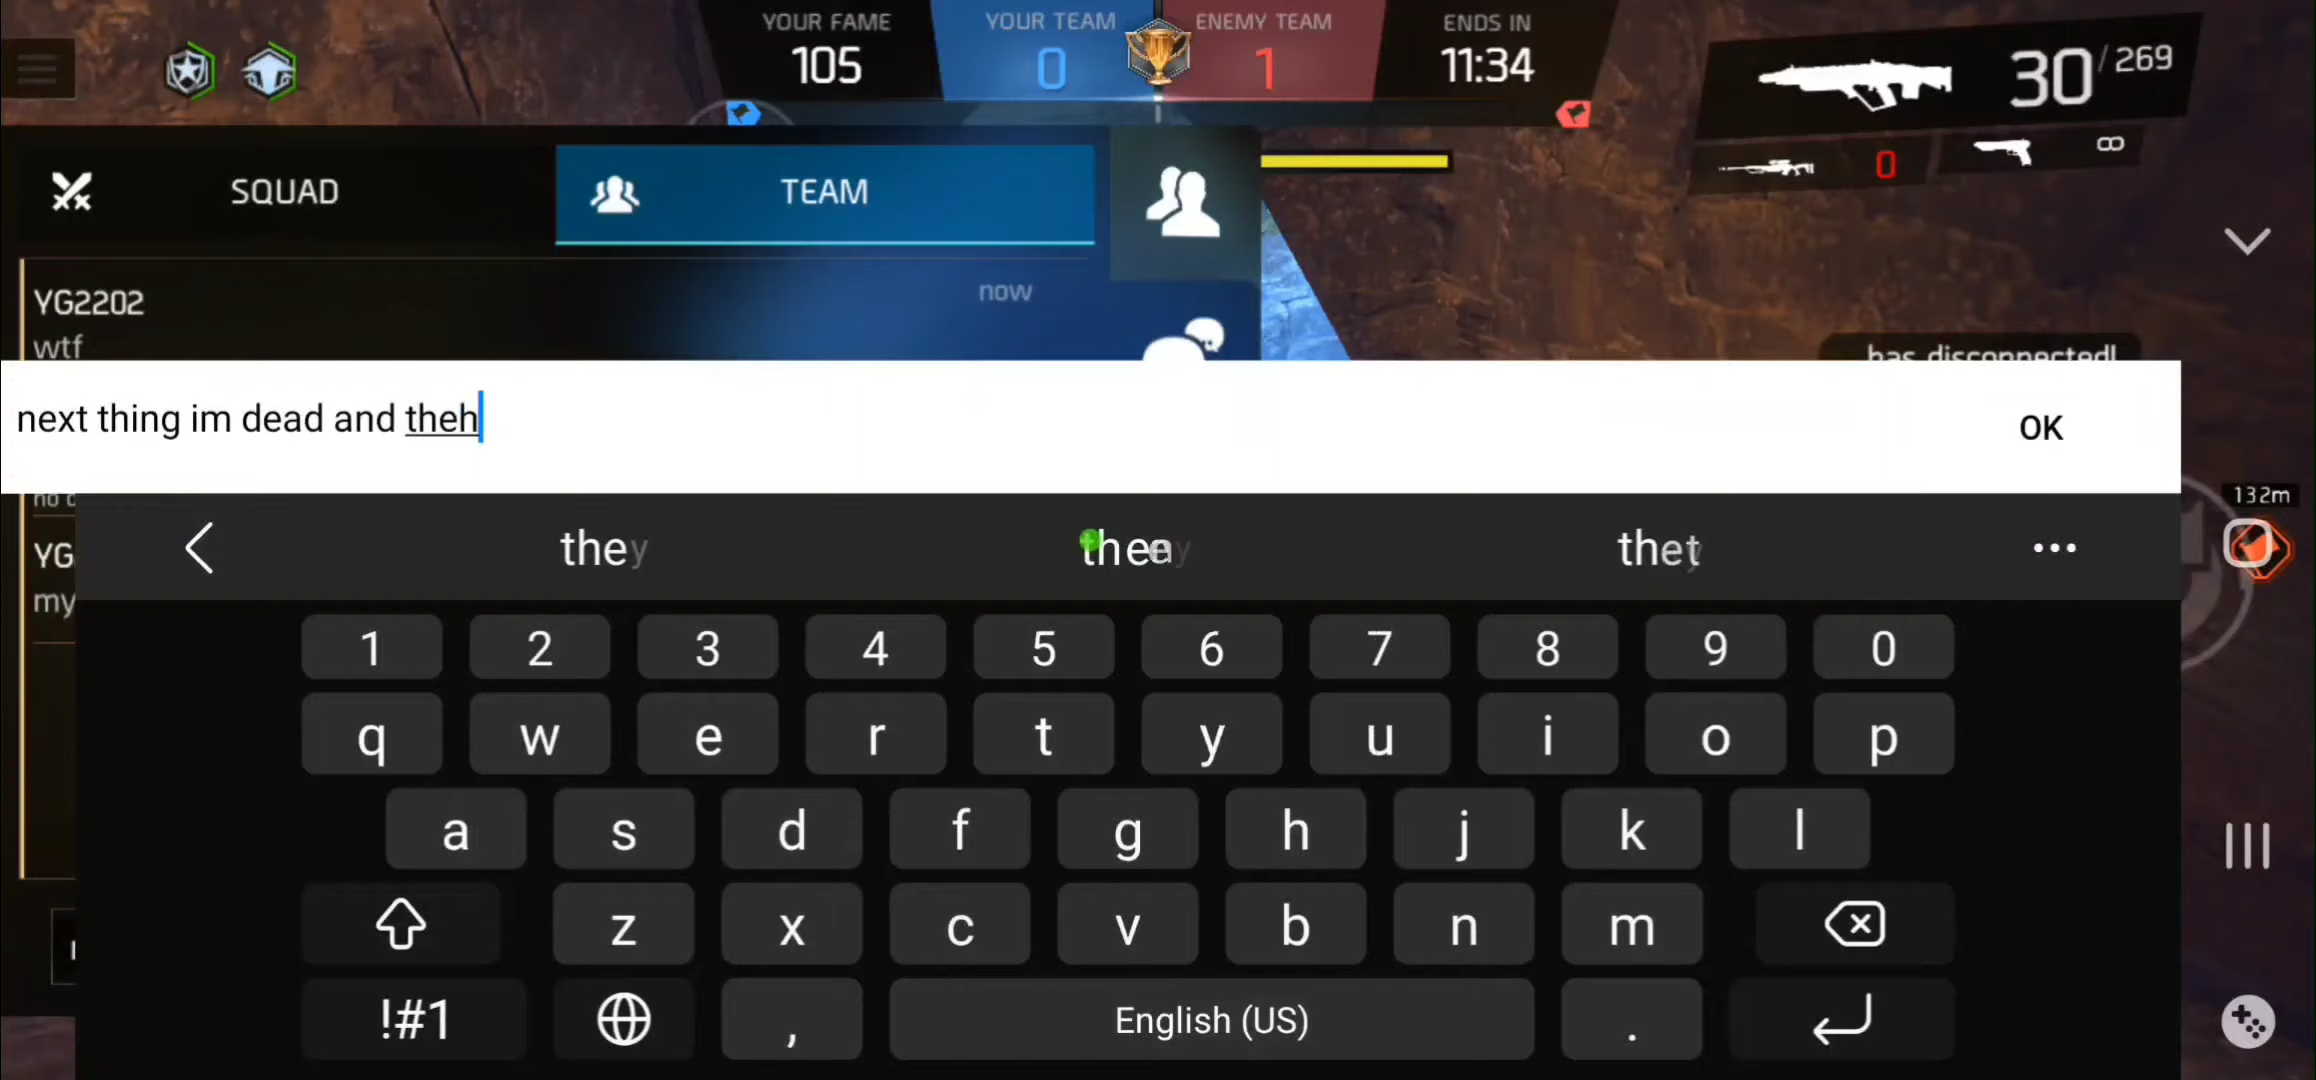 YOUR FAME
105
YOUR TEAM
0
ENEMY TEAM
1
ENDS IN
11:34
30/269
0
∞
SQUAD
TEAM
YG2202
now
wtf
has disconnected!
next thing im dead and theh
OK
132m
YG
my
they
1 2 3 4 5 6 7 8 9 0
q w e r t y u i o p
a s d f g h j k l
z x c v b n m
!#1 , English (US) .